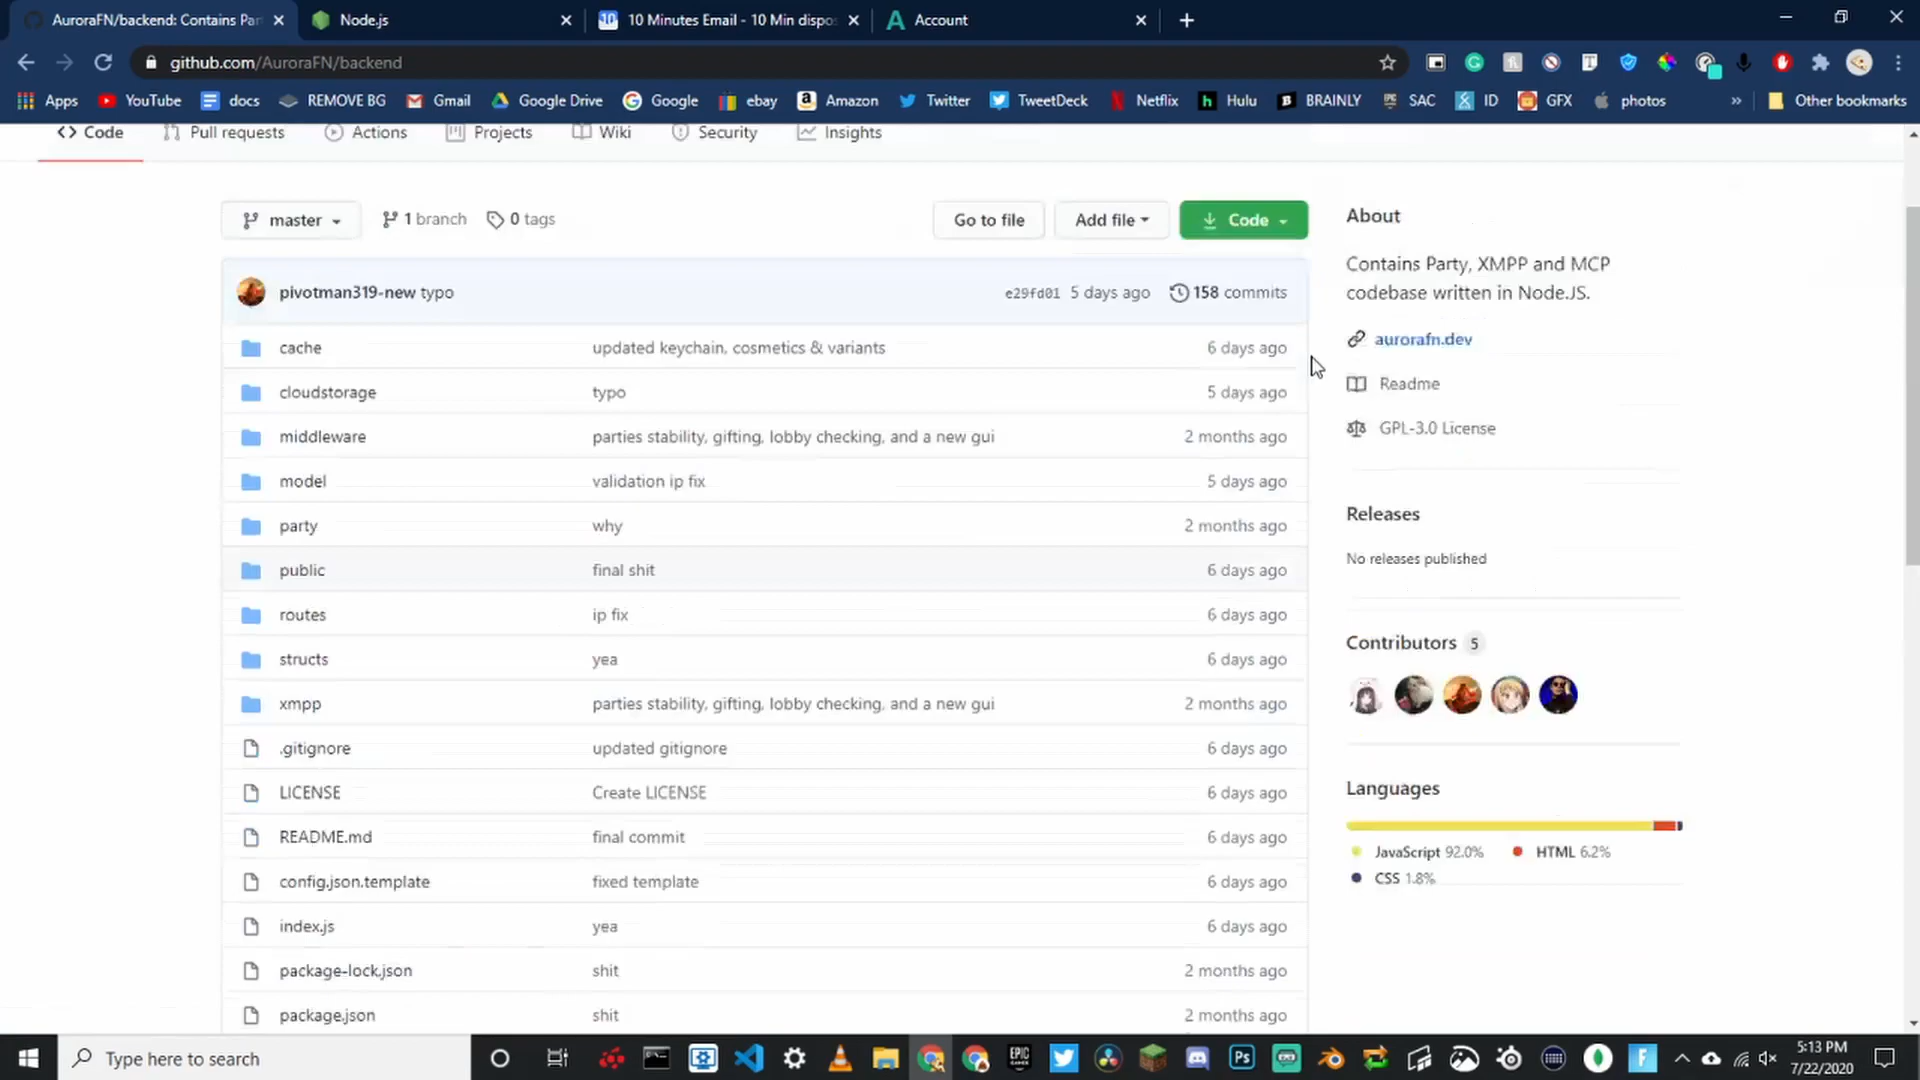 AuroraFN/backend: Contains Par
Node.js
10 Minutes Email - 10 Min dispo
Account
github.com/AuroraFN/backend
Apps
YouTube
docs
REMOVE BG
Gmail
Google Drive
Google
ebay
Amazon
Twitter
TweetDeck
Netflix
Hulu
BRAINLY
SAC
ID
GFX
photos
»
Other bookmarks
Code
Pull requests
Actions
Projects
Wiki
Security
Insights
master
1 branch
0 tags
Go to file
Add file
Code
pivotman319-new typo
e29fd01 5 days ago
158 commits
cache updated keychain, cosmetics & variants 6 days ago
cloudstorage typo 5 days ago
middleware parties stability, gifting, lobby checking, and a new gui 2 months ago
model validation ip fix 5 days ago
party why 2 months ago
public final shit 6 days ago
routes ip fix 6 days ago
structs yea 6 days ago
xmpp parties stability, gifting, lobby checking, and a new gui 2 months ago
.gitignore updated gitignore 6 days ago
LICENSE Create LICENSE 6 days ago
README.md final commit 6 days ago
config.json.template fixed template 6 days ago
index.js yea 6 days ago
package-lock.json shit 2 months ago
package.json shit 2 months ago
About
Contains Party, XMPP and MCP
codebase written in Node.JS.
aurorafn.dev
Readme
GPL-3.0 License
Releases
No releases published
Contributors 5
Languages
JavaScript 92.0%
HTML 6.2%
CSS 1.8%
Type here to search
EPIC
GAMES
Ps
F
5:13 PM
7/22/2020